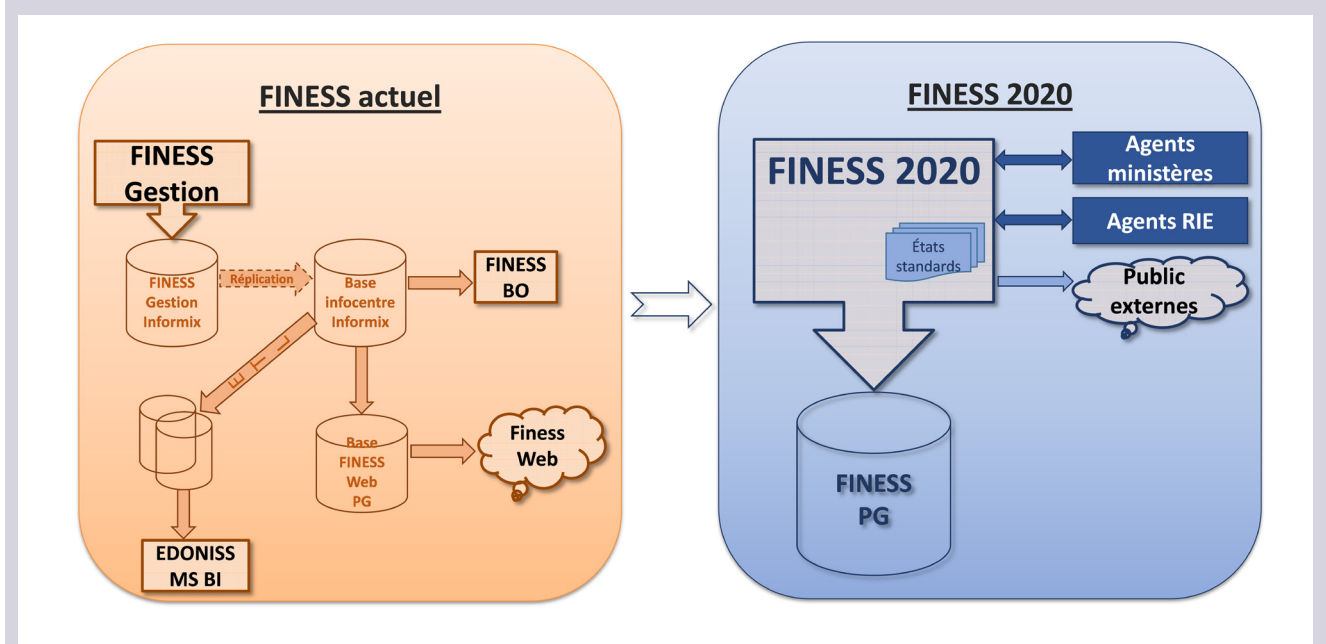 FINESS actuel
FINESS
Gestion
FINESS
Gestion
Informix
Réplication
Base
infocentre
Informix
FINESS
BO
ETL
Base
FINESS
Web
PG
Finess
Web
EDONISS
MS BI
FINESS 2020
FINESS 2020
États
standards
Agents
ministères
Agents RIE
Public
externes
FINESS
PG